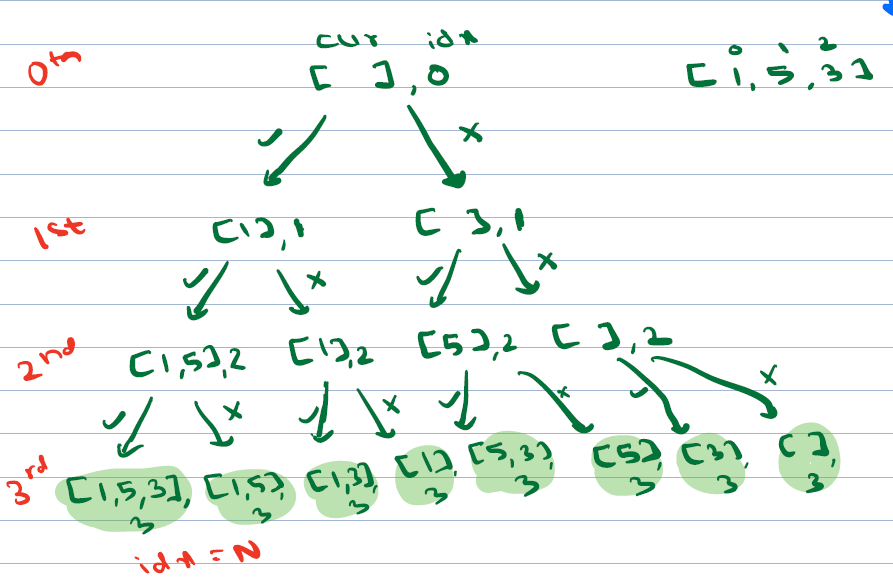 cur idx
0th [ ], 0 [1, 5, 3]
0 1 2
✓ ×
1st [1], 1 [ ], 1
✓ × ✓ ×
2nd [1,5], 2 [1], 2 [5], 2 [ ], 2
✓ × ✓ × ✓ × ✓ ×
3rd [1,5,3], 3 [1,5], 3 [1,3], 3 [1], 3 [5,3], 3 [5], 3 [3], 3 [ ], 3
idx = N